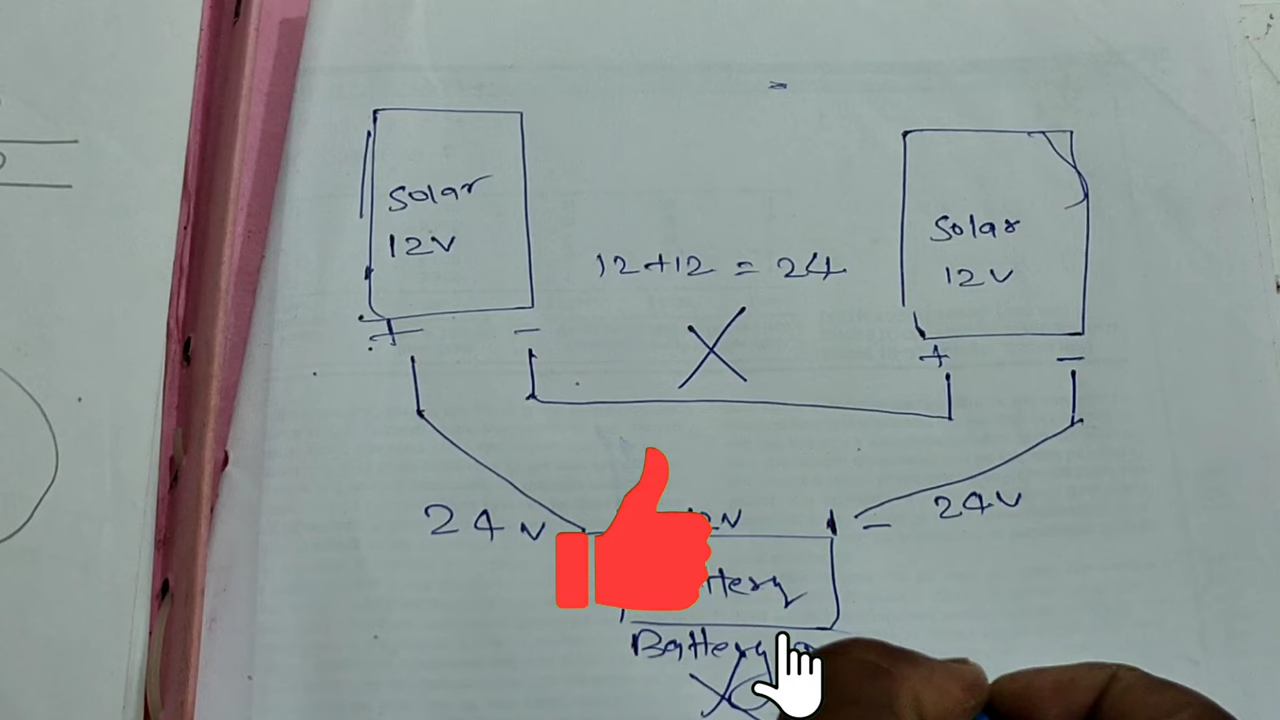 Solar
12V
+ -
12+12 = 24
X
Solar
12V
+ -
24V
24V
-
Battery